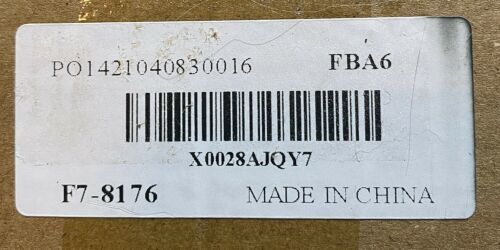 PO1421040830016 FBA6
X0028AJQY7
F7-8176 MADE IN CHINA